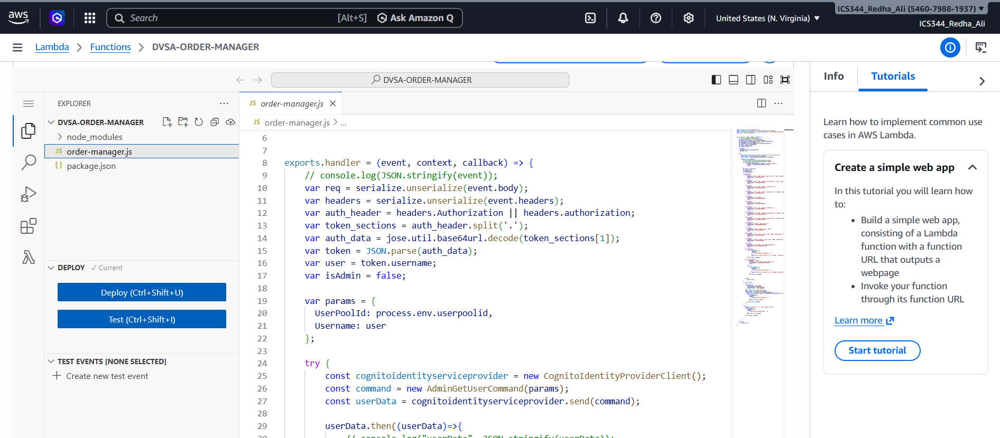 aws
Search
[Alt+S]
Ask Amazon Q
United States (N. Virginia) ▼
ICS344_Redha_Ali (5460-7988-1937) ▼
ICS344_Redha_Ali
Lambda
Functions
DVSA-ORDER-MANAGER
DVSA-ORDER-MANAGER
EXPLORER
DVSA-ORDER-MANAGER
node_modules
JS order-manager.js
{} package.json
DEPLOY ✓ Current
Deploy (Ctrl+Shift+U)
Test (Ctrl+Shift+I)
TEST EVENTS [NONE SELECTED]
+ Create new test event
JS order-manager.js
JS order-manager.js > ...
6
7
8 exports.handler = (event, context, callback) => {
9 // console.log(JSON.stringify(event));
10 var req = serialize.unserialize(event.body);
11 var headers = serialize.unserialize(event.headers);
12 var auth_header = headers.Authorization || headers.authorization;
13 var token_sections = auth_header.split('.');
14 var auth_data = jose.util.base64url.decode(token_sections[1]);
15 var token = JSON.parse(auth_data);
16 var user = token.username;
17 var isAdmin = false;
18
19 var params = {
20 UserPoolId: process.env.userpoolid,
21 Username: user
22 };
23
24 try {
25 const cognitoidentityserviceprovider = new CognitoIdentityProviderClient();
26 const command = new AdminGetUserCommand(params);
27 const userData = cognitoidentityserviceprovider.send(command);
28
29 userData.then((userData)=>{
30 // console.log("userData", JSON.stringify(userData));
Info
Tutorials
Learn how to implement common use
cases in AWS Lambda.
Create a simple web app
In this tutorial you will learn how
to:
• Build a simple web app,
consisting of a Lambda
function with a function
URL that outputs a
webpage
• Invoke your function
through its function URL
Learn more
Start tutorial